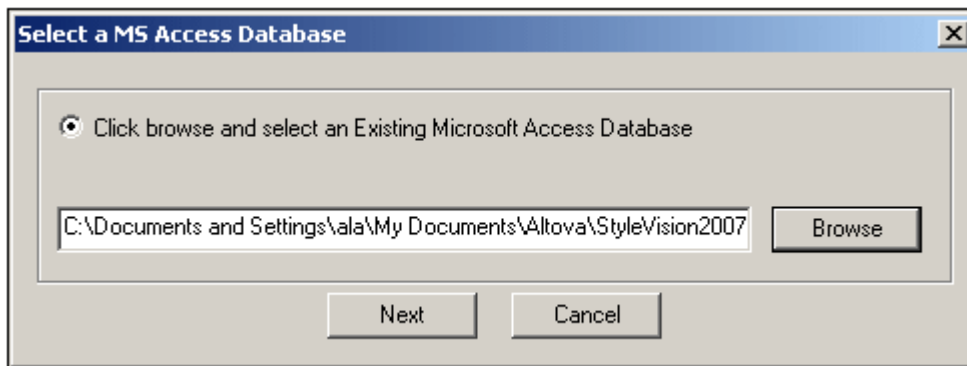 Select a MS Access Database
Click browse and select an Existing Microsoft Access Database
C:\Documents and Settings\ala\My Documents\Altova\StyleVision2007
Browse
Next
Cancel